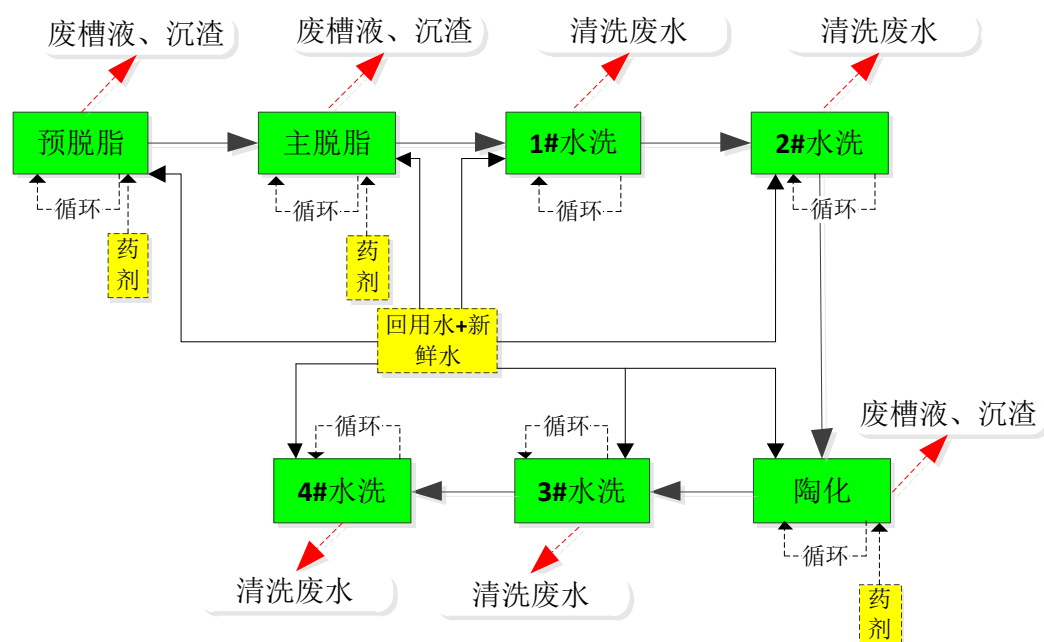 废槽液、沉渣
废槽液、沉渣
清洗废水
清洗废水
预脱脂
主脱脂
1#水洗
2#水洗
循环
循环
循环
循环
药
剂
药
剂
回用水+新
鲜水
循环
循环
废槽液、沉渣
4#水洗
3#水洗
陶化
循环
清洗废水
清洗废水
药
剂